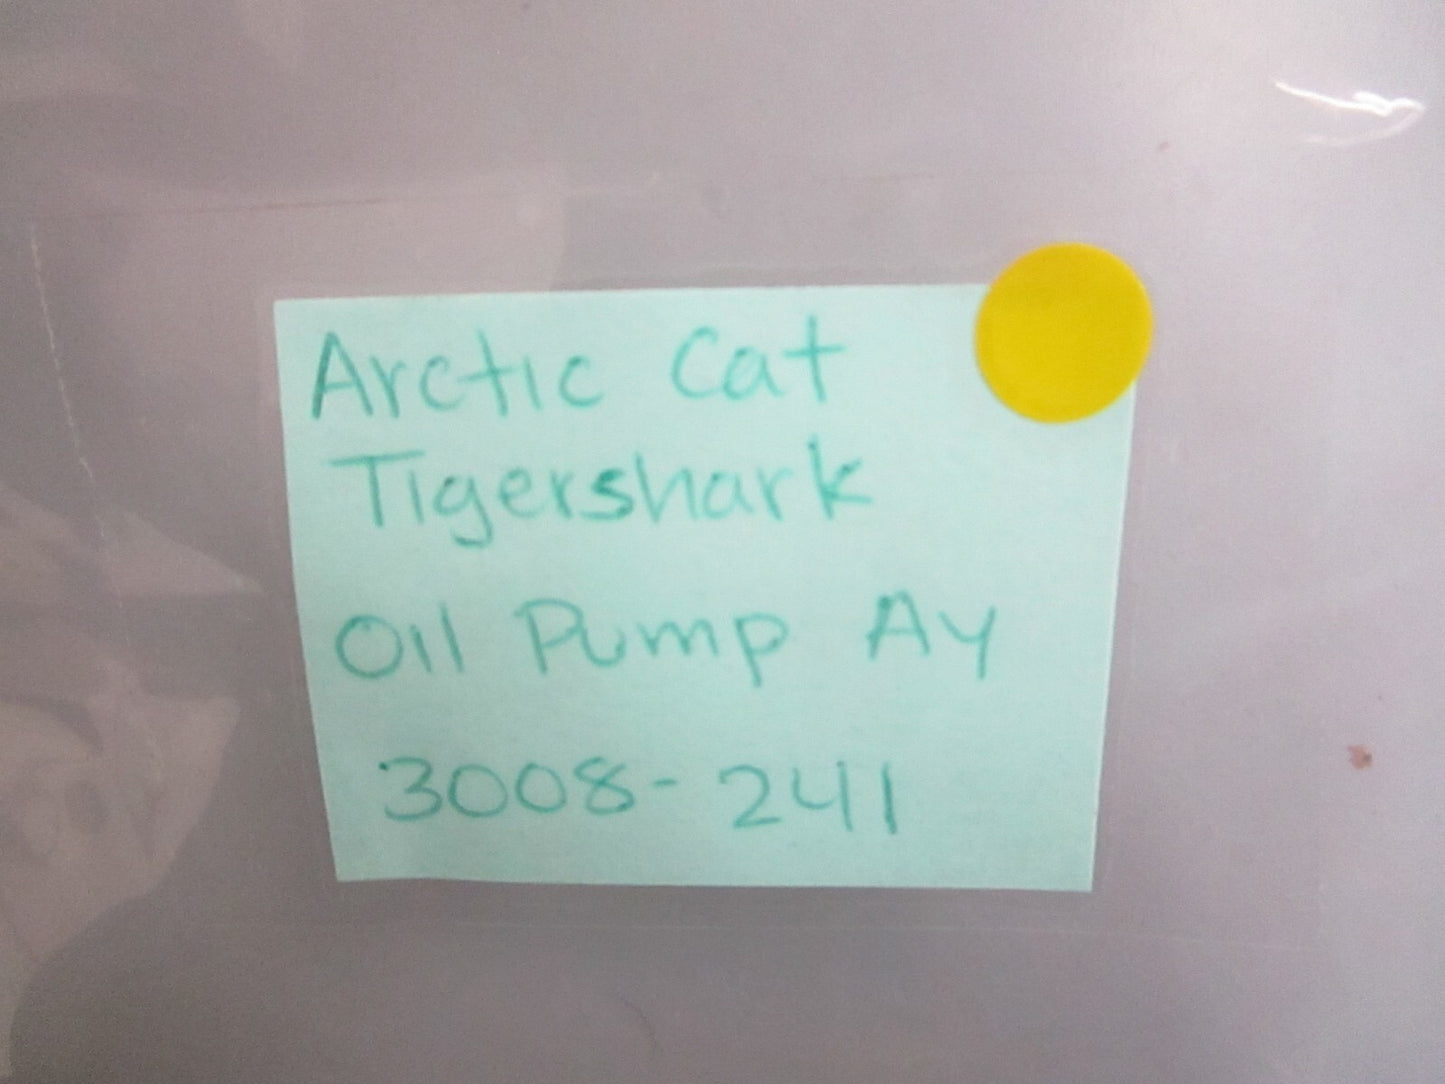 Arctic Cat
Tigershark
Oil Pump Ay
3008-241